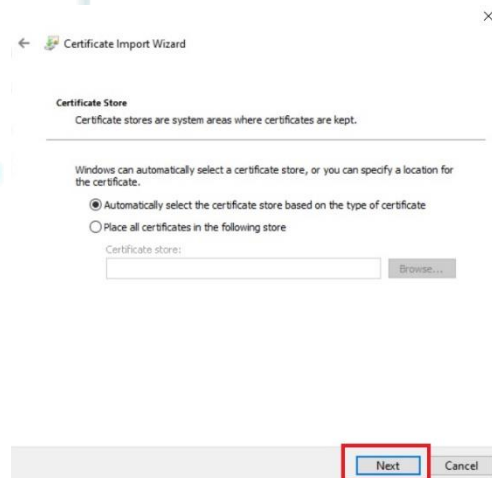 Certificate Import Wizard
Certificate Store
Certificate stores are system areas where certificates are kept.
Windows can automatically select a certificate store, or you can specify a location for
the certificate.
Automatically select the certificate store based on the type of certificate
Place all certificates in the following store
Certificate store:
Browse...
Next Cancel